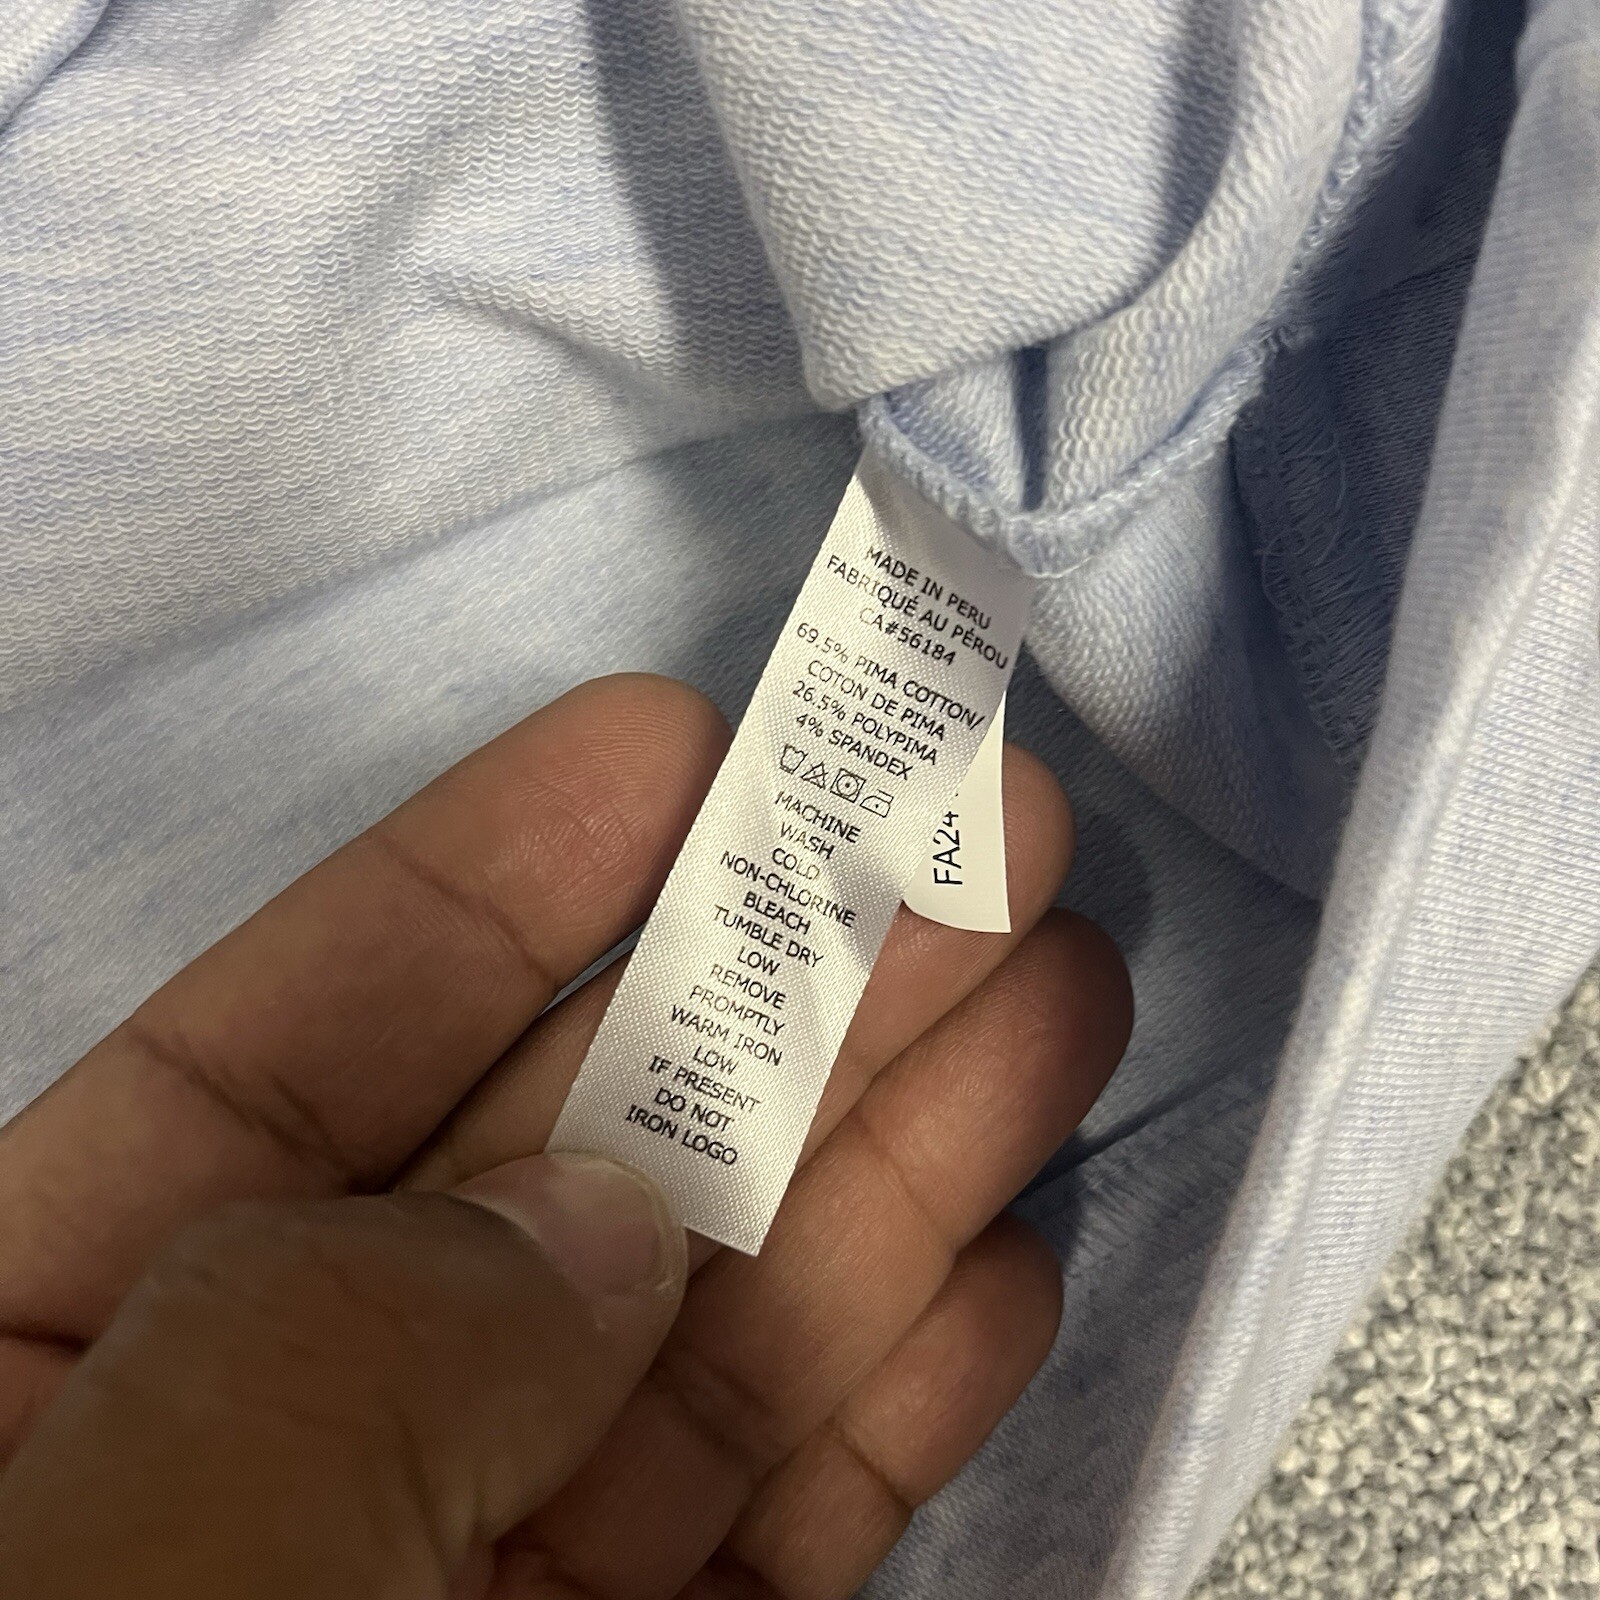 MADE IN PERU
FABRIQUÉ AU PÉROU
CA#56184
69.5% PIMA COTTON/
COTON DE PIMA
26.5% POLYPIMA
4% SPANDEX
MACHINE
WASH
COLD
NON-CHLORINE
BLEACH
TUMBLE DRY
LOW
REMOVE
PROMPTLY
WARM IRON
LOW
IF PRESENT
DO NOT
IRON LOGO
FA24